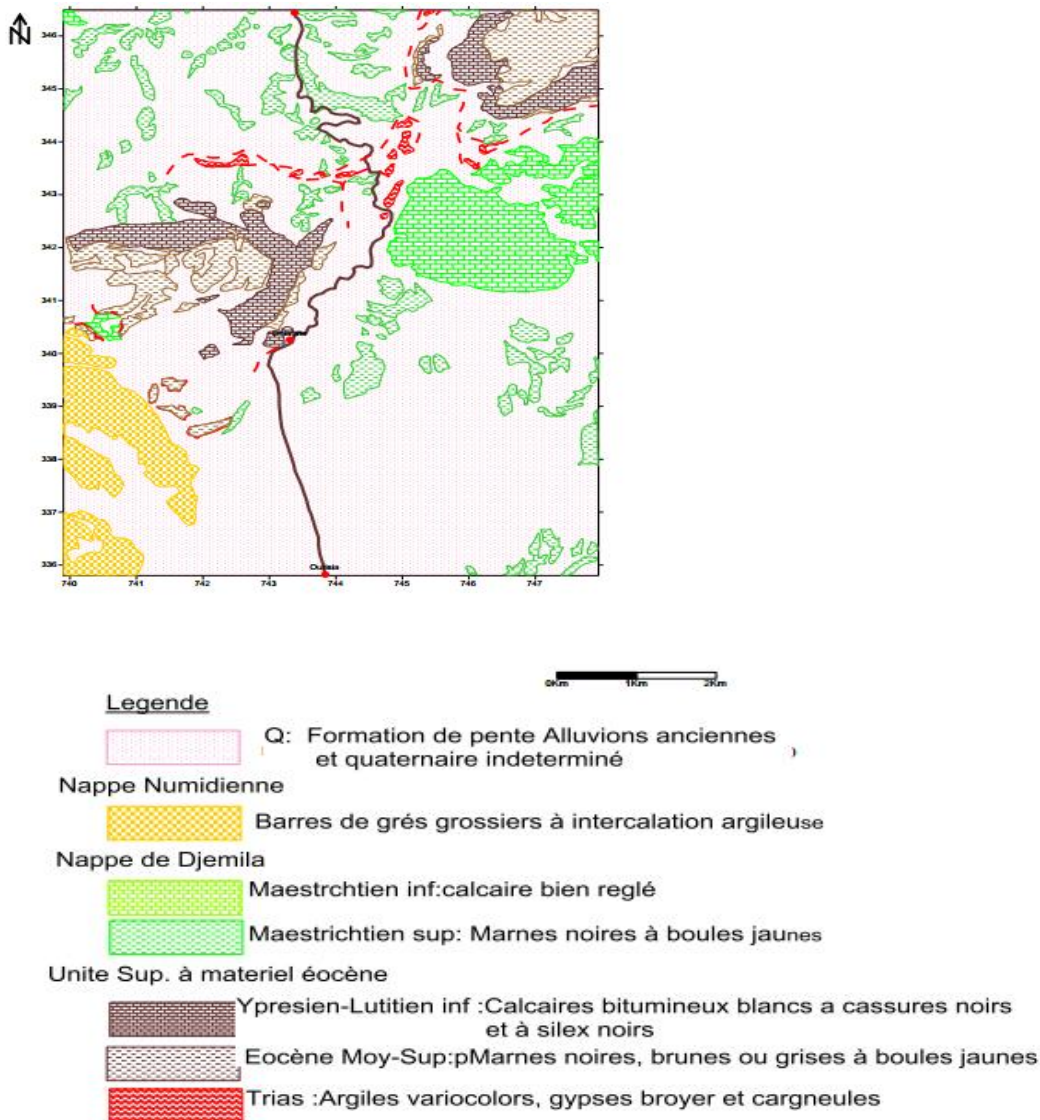 N
346
345
344
343
342
341
340
339
338
337
336
740 741 742 743 744 745 746 747
0Km 1Km 2Km
Legende
Q: Formation de pente Alluvions anciennes
et quaternaire indeterminé
Nappe Numidienne
Barres de grés grossiers à intercalation argileuse
Nappe de Djemila
Maestrchtien inf:calcaire bien reglé
Maestrichtien sup: Marnes noires à boules jaunes
Unite Sup. à materiel éocène
Ypresien-Lutitien inf :Calcaires bitumineux blancs a cassures noirs
et à silex noirs
Eocène Moy-Sup:pMarnes noires, brunes ou grises à boules jaunes
Trias :Argiles variocolors, gypses broyer et cargneules